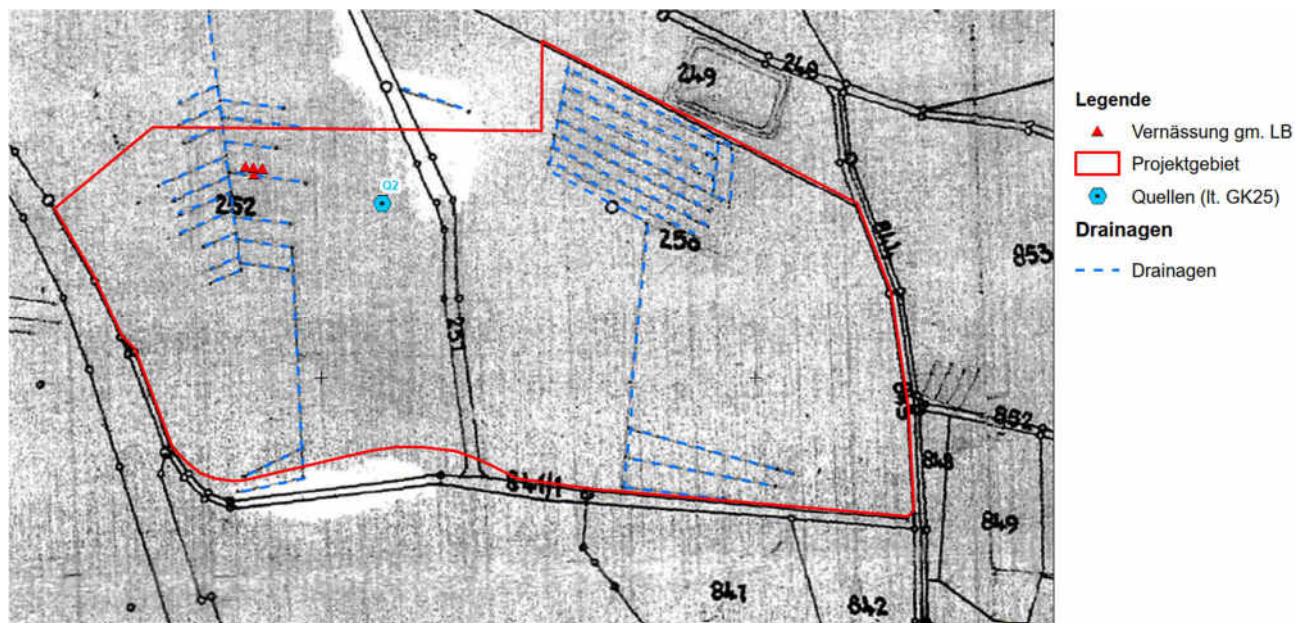 249
248
Q2
252
250
844
853
251
852
841/1
848
849
841
842
Legende
Vernässung gm. LB
Projektgebiet
Quellen (lt. GK25)
Drainagen
Drainagen